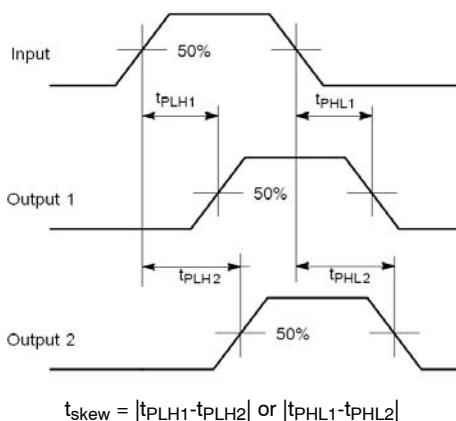 Input
50%
tPLH1
tPHL1
Output 1
50%
tPLH2
tPHL2
Output 2
50%
tskew = |tPLH1-tPLH2| or |tPHL1-tPHL2|